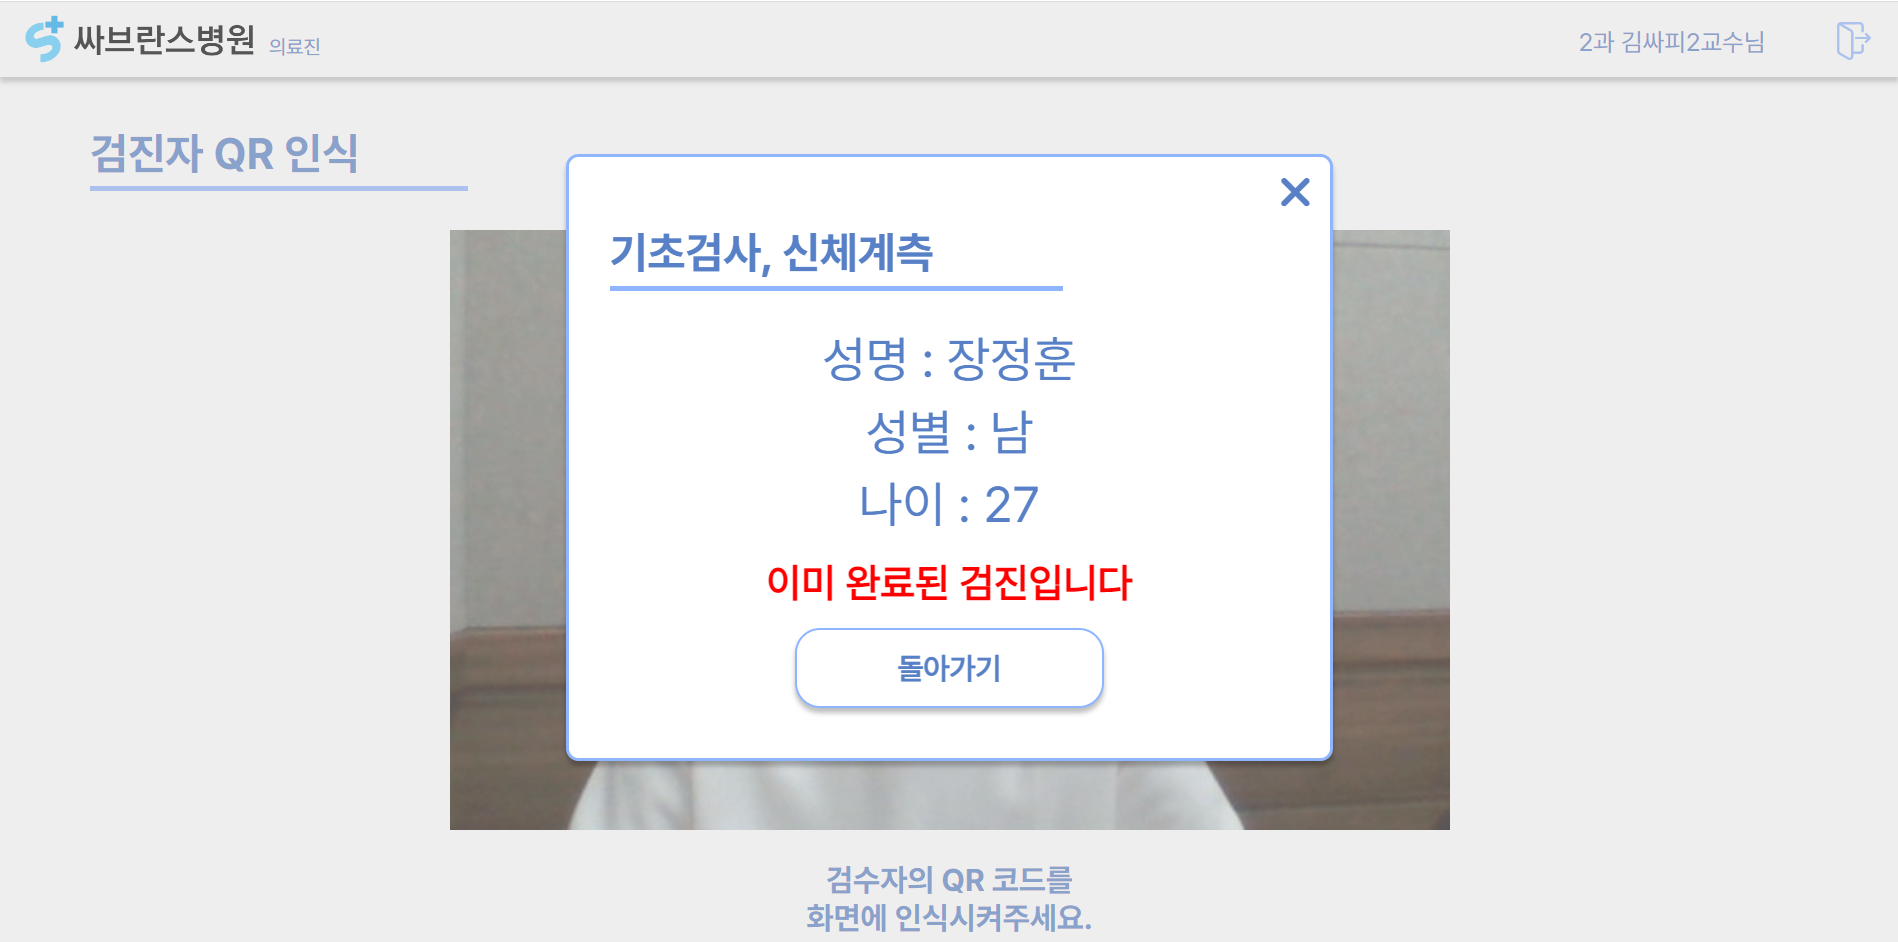 싸브란스병원 의료진
2과 김싸피2교수님
검진자 QR 인식
기초검사, 신체계측
성명 : 장정훈
성별 : 남
나이 : 27
이미 완료된 검진입니다
돌아가기
검수자의 QR 코드를
화면에 인식시켜주세요.